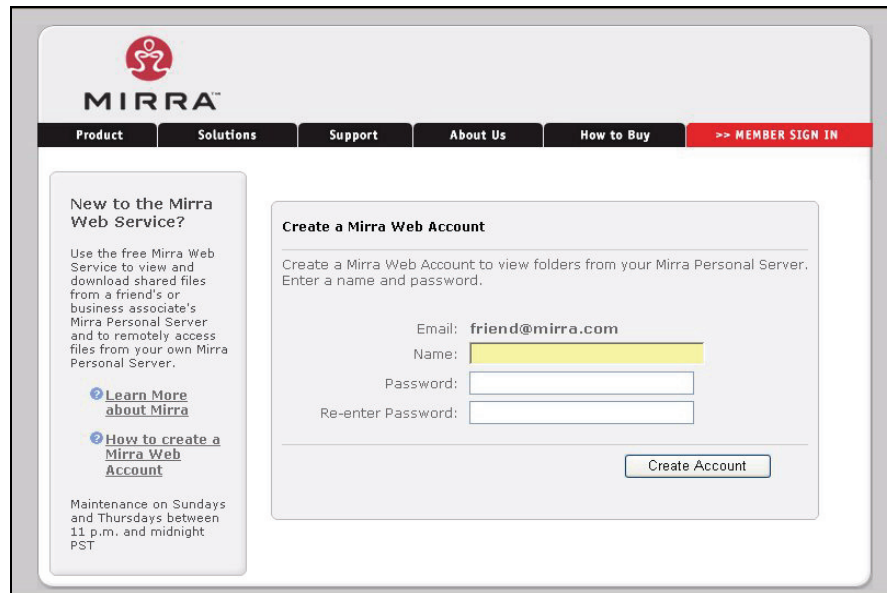 MIRRA™
Product Solutions Support About Us How to Buy >> MEMBER SIGN IN
New to the Mirra
Web Service?
Use the free Mirra Web
Service to view and
download shared files
from a friend's or
business associate's
Mirra Personal Server
and to remotely access
files from your own Mirra
Personal Server.
Learn More
about Mirra
How to create a
Mirra Web
Account
Maintenance on Sundays
and Thursdays between
11 p.m. and midnight
PST
Create a Mirra Web Account
Create a Mirra Web Account to view folders from your Mirra Personal Server.
Enter a name and password.
Email: friend@mirra.com
Name:
Password:
Re-enter Password:
Create Account